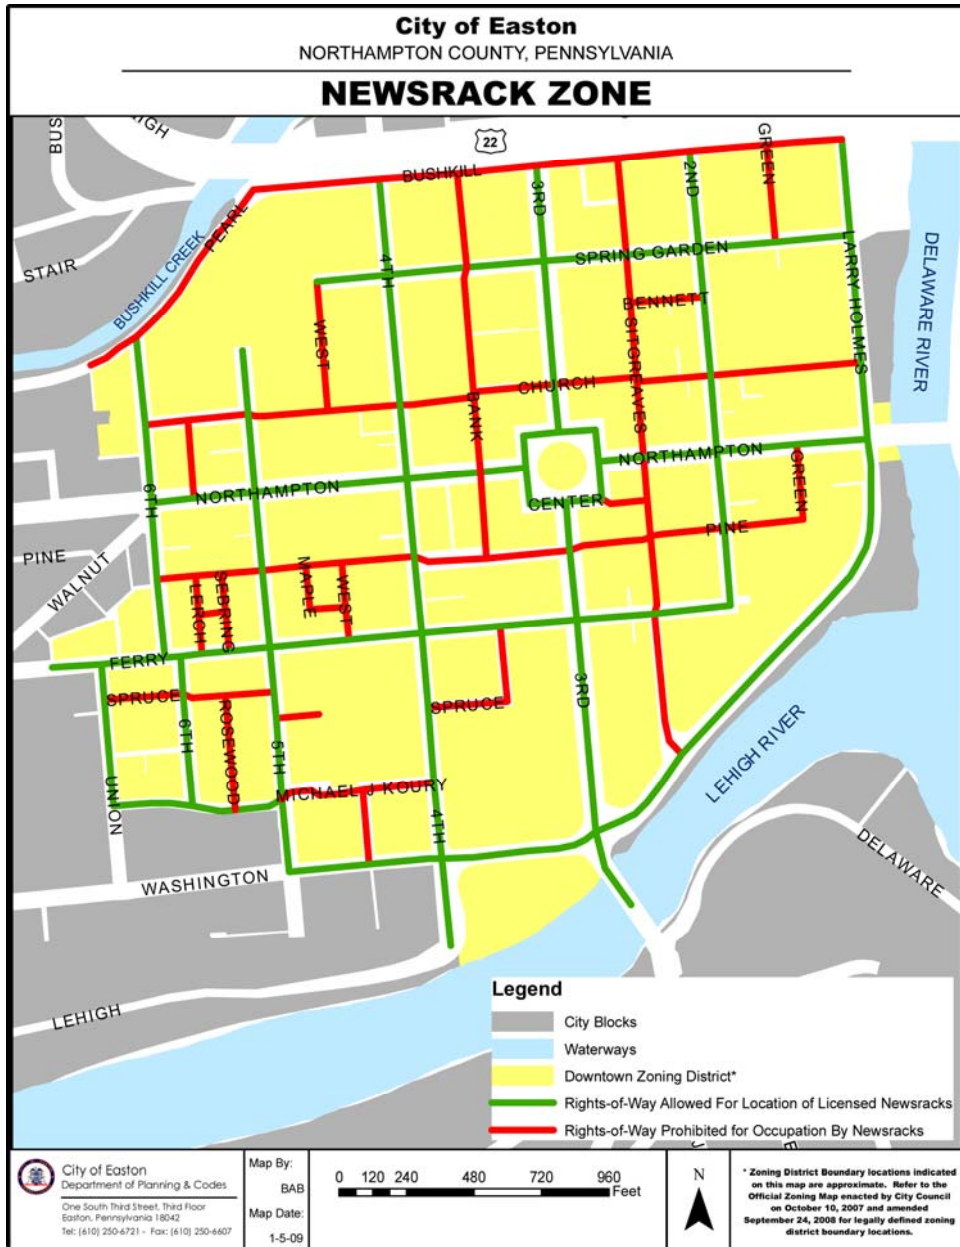 City of Easton
NORTHAMPTON COUNTY, PENNSYLVANIA
NEWSRACK ZONE
BUS
HIGH
22
GREEN
BUSHKILL
3RD
2ND
PEARL
BUSHKILL CREEK
STAIR
4TH
SPRING GARDEN
LARRY HOLMES
DELAWARE RIVER
WEST
BENNETT
SITGREAVES
CHURCH
BANK
6TH
NORTHAMPTON
NORTHAMPTON
GREEN
CENTER
PINE
PINE
WALNUT
LERCH
SEBRING
MAPLE
WEST
FERRY
SPRUCE
6TH
ROSEWOOD
5TH
SPRUCE
3RD
UNION
MICHAEL J KOURY
4TH
LEHIGH RIVER
WASHINGTON
DELAWARE
LEHIGH
Legend
City Blocks
Waterways
Downtown Zoning District*
Rights-of-Way Allowed For Location of Licensed Newsracks
Rights-of-Way Prohibited for Occupation By Newsracks
City of Easton
Department of Planning & Codes
One South Third Street, Third Floor
Easton, Pennsylvania 18042
Tel: (610) 250-6721 - Fax: (610) 250-6607
Map By:
BAB
Map Date:
1-5-09
0 120 240 480 720 960
Feet
N
* Zoning District Boundary locations indicated
on this map are approximate. Refer to the
Official Zoning Map enacted by City Council
on October 10, 2007 and amended
September 24, 2008 for legally defined zoning
district boundary locations.